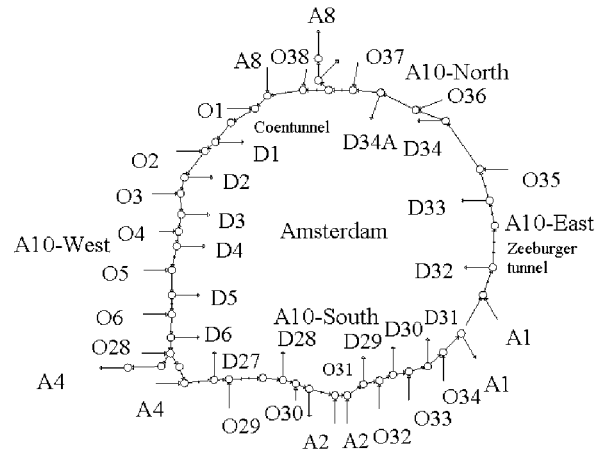 A8
O38
O37
A8
A10-North
O36
O1
Coentunnel
D34A
D34
D1
O2
D2
O35
O3
D33
D3
O4
A10-East
D4
Amsterdam
A10-West
Zeeburger
tunnel
O5
D32
D5
O6
A10-South
D31
D6
D28
D29
D30
A1
O28
D27
O31
A1
A4
O34
A4
O29
O30
A2
A2
O32
O33